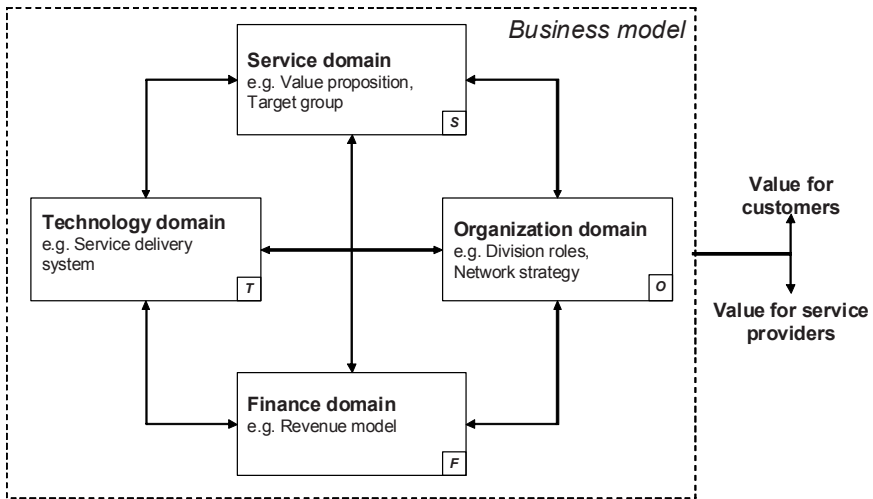 Business model
Service domain
e.g. Value proposition,
Target group
S
Technology domain
e.g. Service delivery
system
T
Organization domain
e.g. Division roles,
Network strategy
O
Value for
customers
Value for service
providers
Finance domain
e.g. Revenue model
F